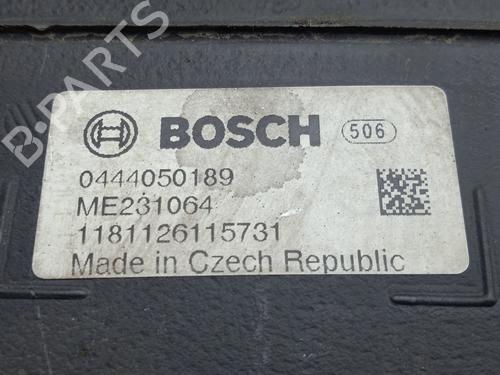 B-PARTS
BOSCH 506
0444050189
ME231064
1181126115731
Made in Czech Republic